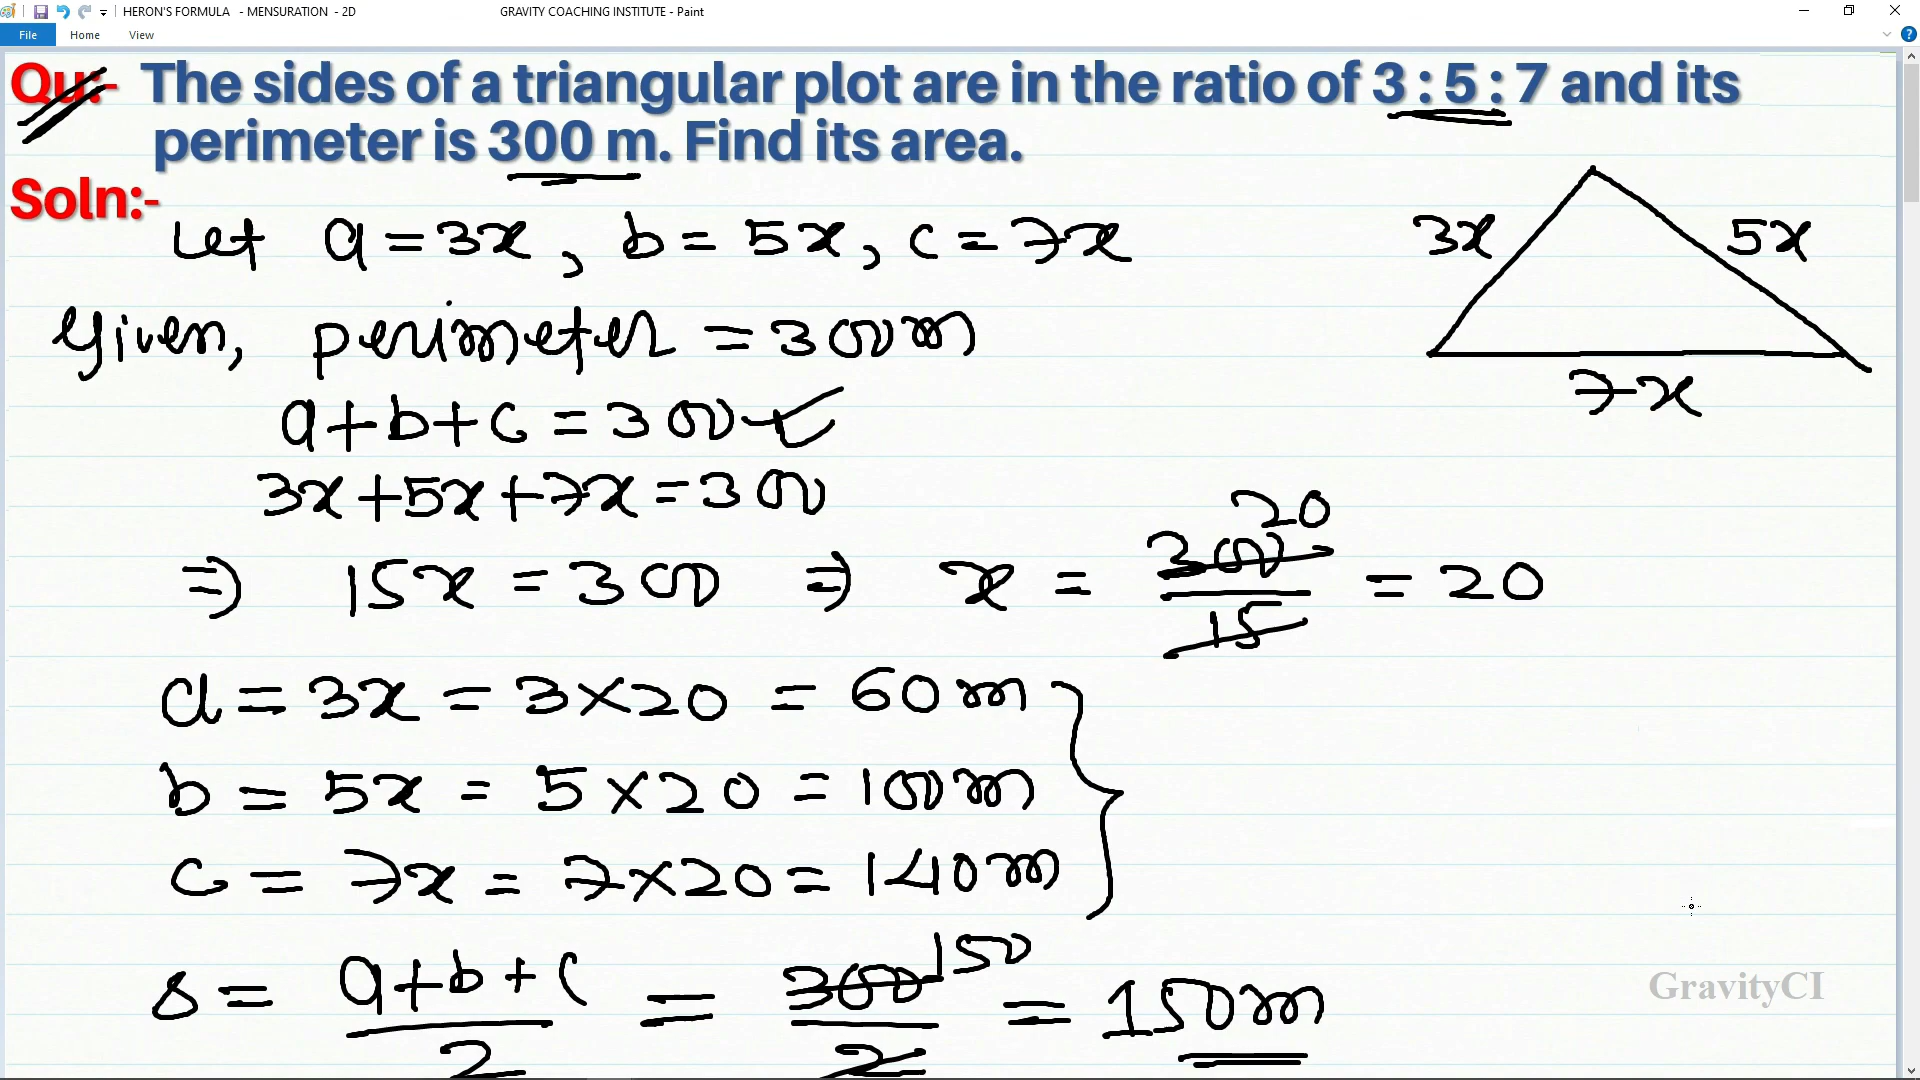 HERON'S FORMULA - MENSURATION - 2D GRAVITY COACHING INSTITUTE - Paint
File Home View
Qu:- The sides of a triangular plot are in the ratio of 3 : 5 : 7 and its
perimeter is 300 m. Find its area.
Soln:-
Let a = 3x, b = 5x, c = 7x
3x 5x
7x
Given, perimeter = 300m
a+b+c = 300
3x+5x+7x = 300
20
⇒ 15x = 300 ⇒ x = 300/15 = 20
a = 3x = 3×20 = 60m
b = 5x = 5×20 = 100m
c = 7x = 7×20 = 140m
150
s = a+b+c/2 = 300/2 = 150m
GravityCI